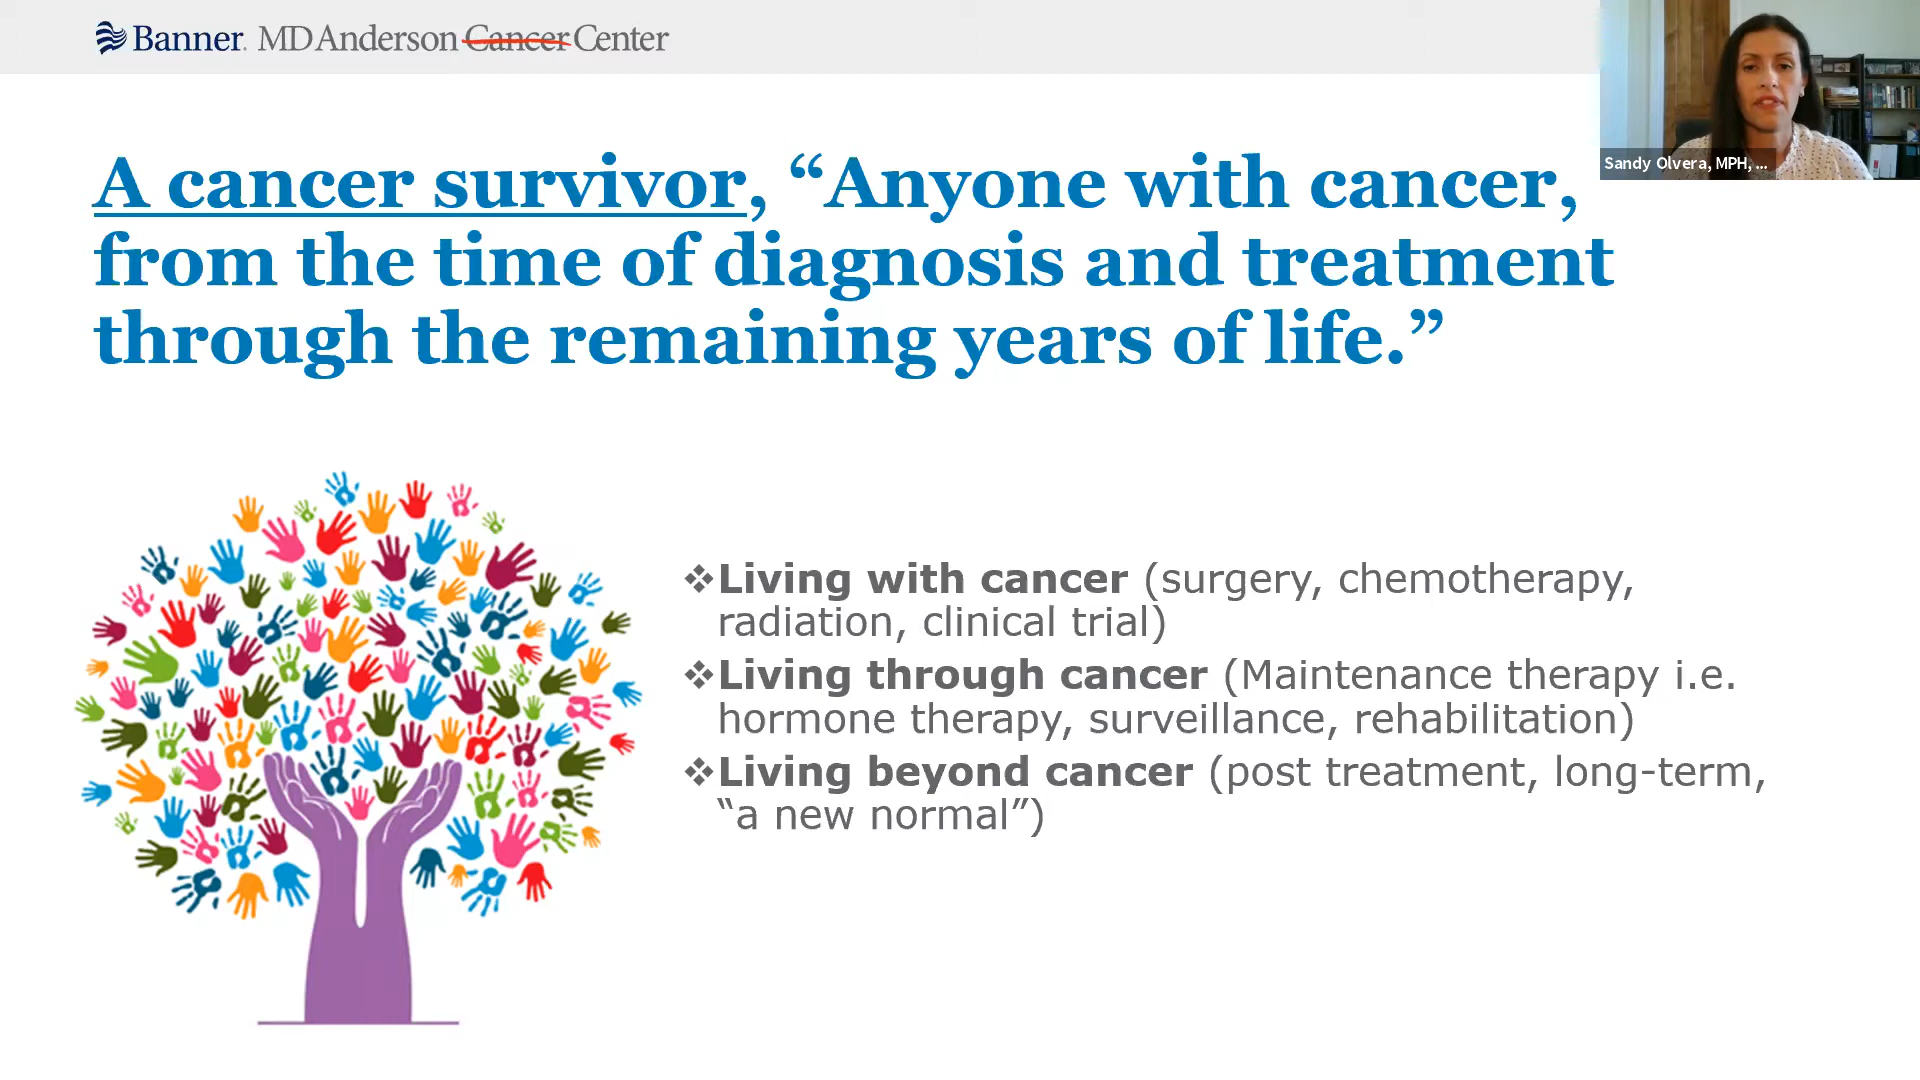 Banner. MD Anderson Cancer Center
Sandy Olvera, MPH, ...
A cancer survivor, “Anyone with cancer,
from the time of diagnosis and treatment
through the remaining years of life.”
❖Living with cancer (surgery, chemotherapy,
radiation, clinical trial)
❖Living through cancer (Maintenance therapy i.e.
hormone therapy, surveillance, rehabilitation)
❖Living beyond cancer (post treatment, long-term,
“a new normal”)